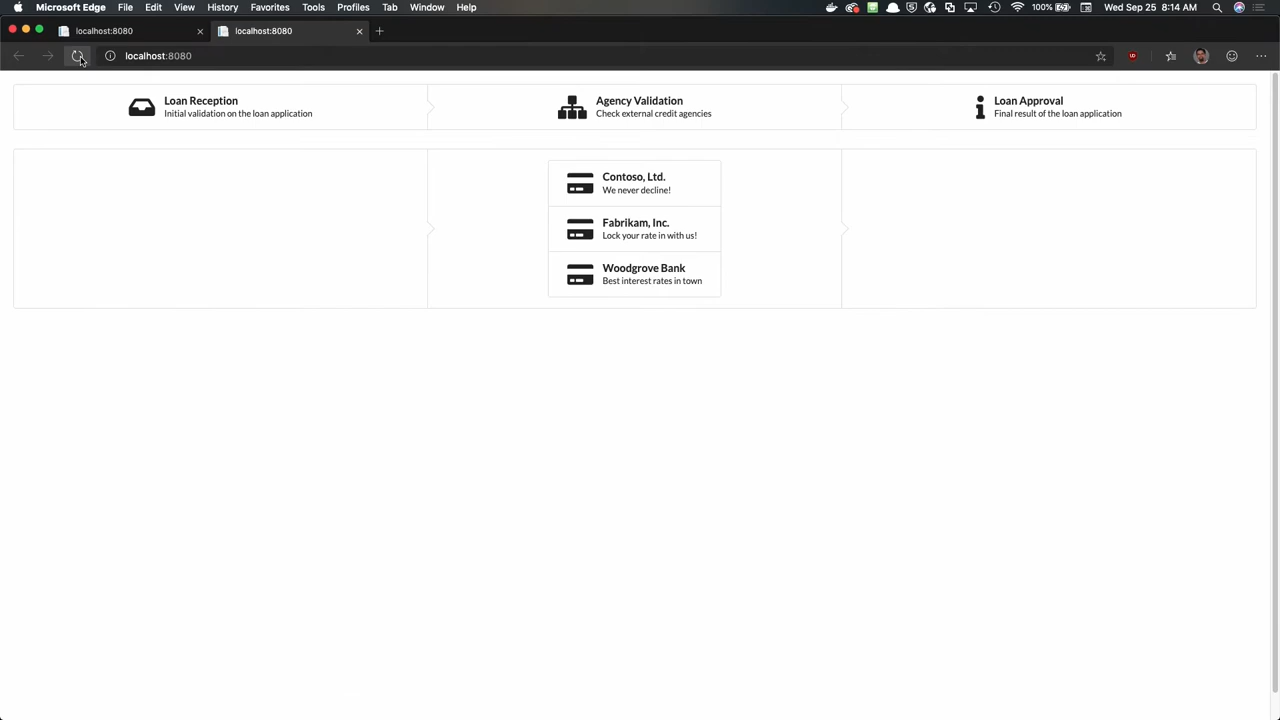 Microsoft Edge File Edit View History Favorites Tools Profiles Tab Window Help 100% Wed Sep 25 8:14 AM
localhost:8080 localhost:8080
localhost:8080
Loan Reception
Initial validation on the loan application
Agency Validation
Check external credit agencies
Loan Approval
Final result of the loan application
Contoso, Ltd.
We never decline!
Fabrikam, Inc.
Lock your rate in with us!
Woodgrove Bank
Best interest rates in town